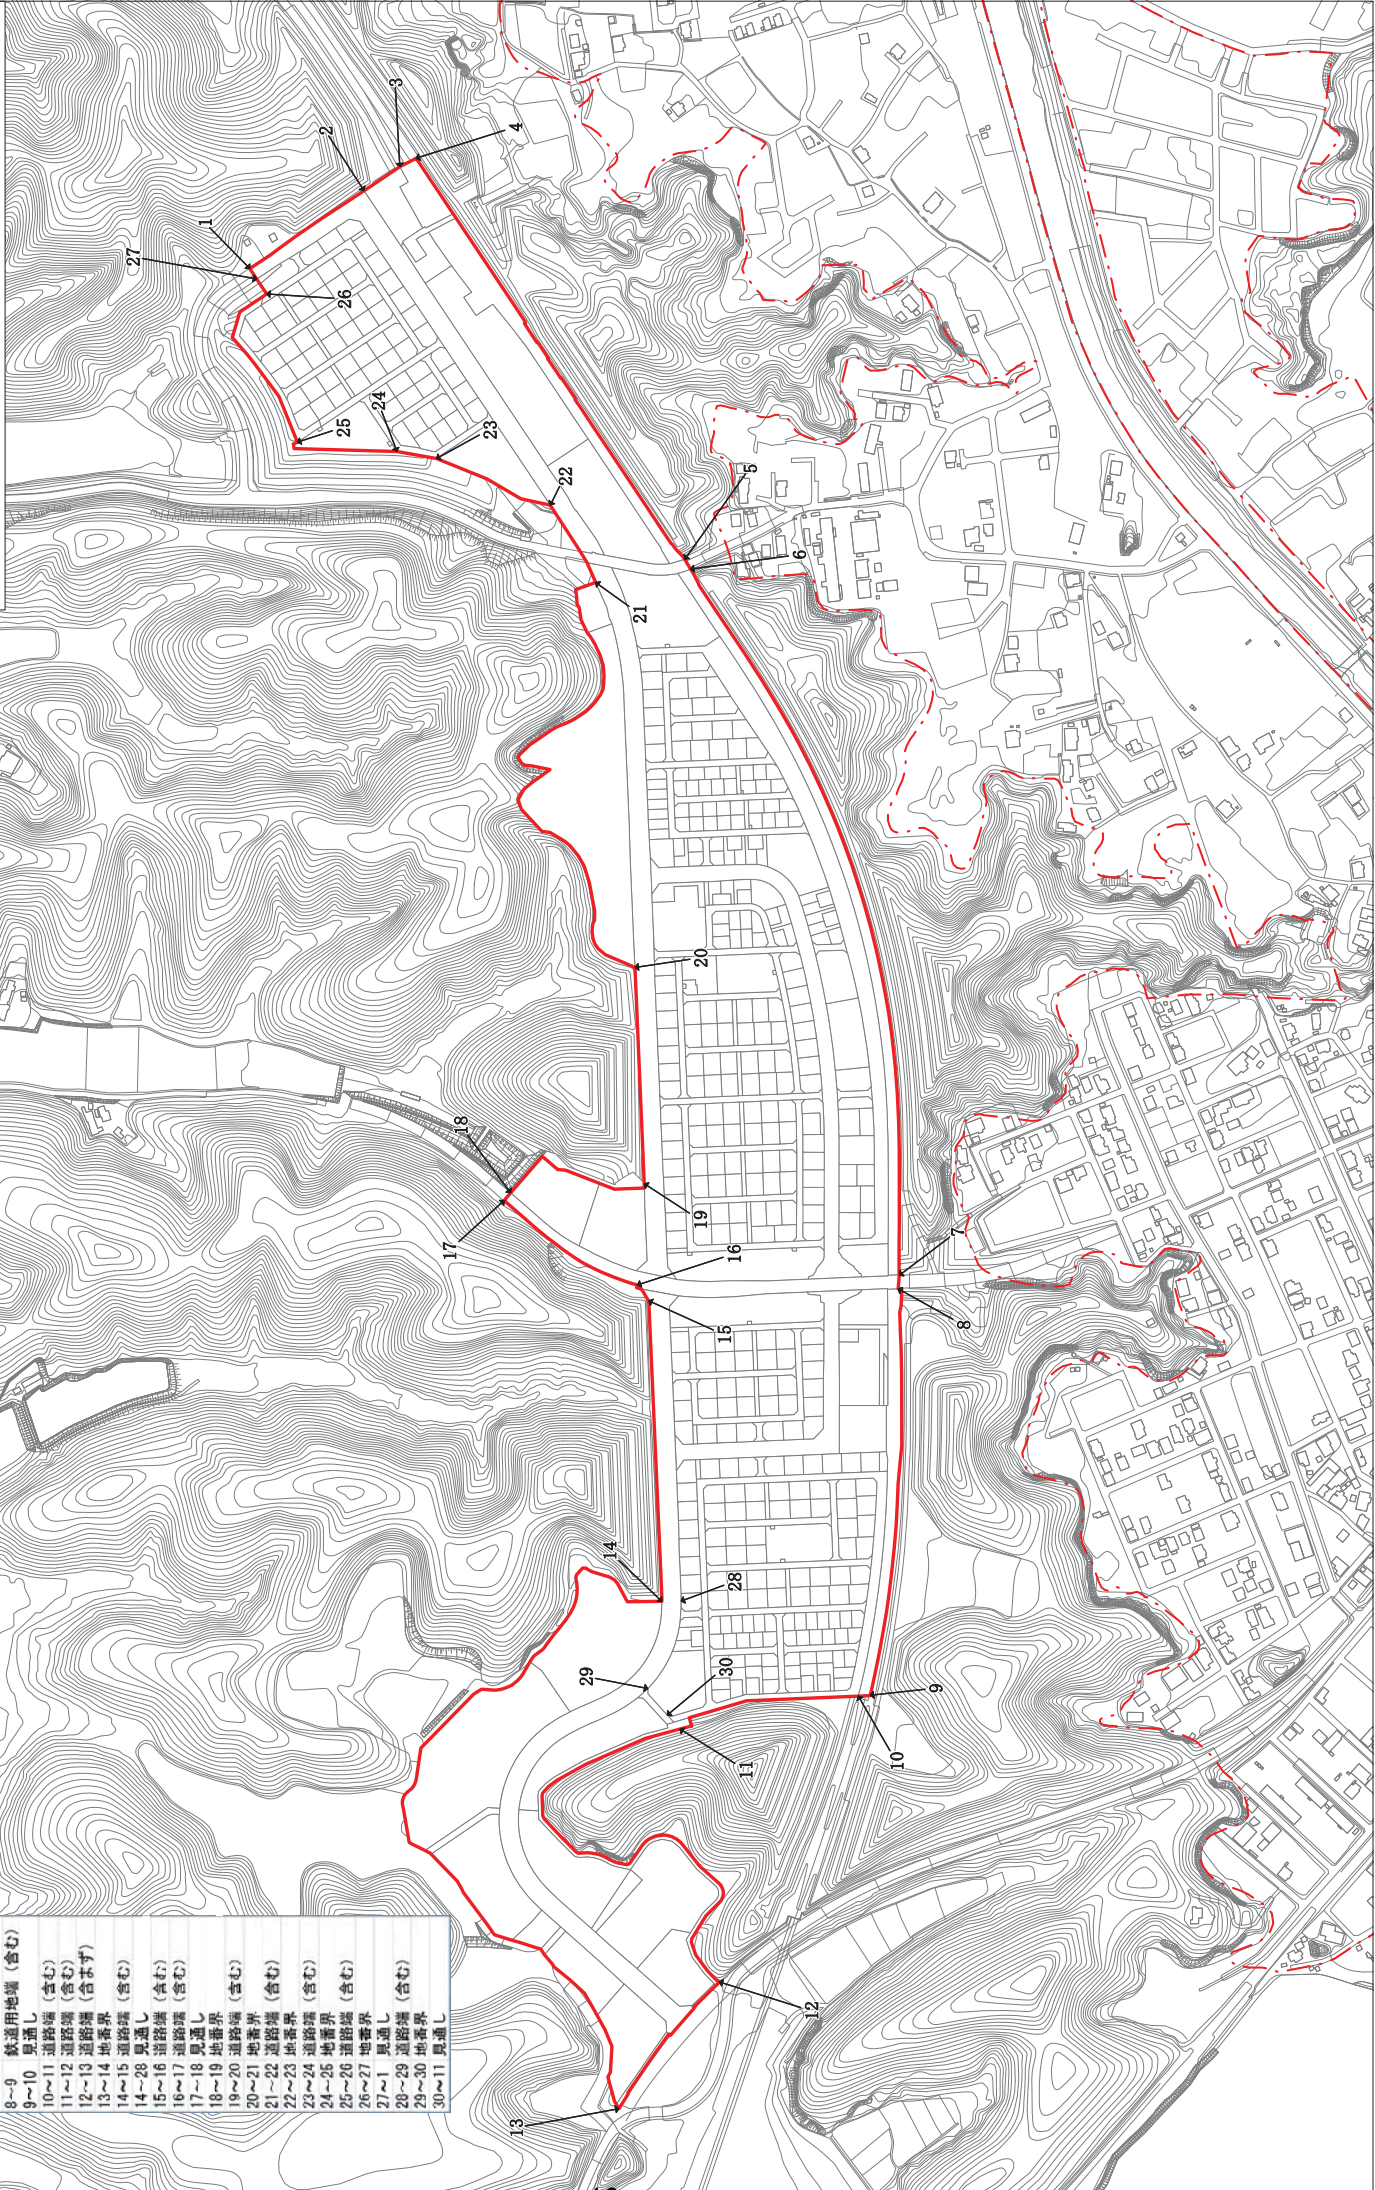 8~9 鉄道用地端 (含む)
9~10 見通し
10~11 道路端 (含む)
11~12 道路端 (含む)
12~13 道路端 (含まず)
13~14 地番界
14~15 道路端 (含む)
14~28 見通し
15~16 道路端 (含む)
16~17 道路端 (含む)
17~18 見通し
18~19 地番界
19~20 道路端 (含む)
20~21 地番界
21~22 道路端 (含む)
22~23 地番界
23~24 道路端 (含む)
24~25 地番界
25~26 道路端 (含む)
26~27 地番界
27~1 見通し
28~29 道路端 (含む)
29~30 地番界
30~11 見通し
1
2
3
4
5
6
7
8
9
10
11
12
13
14
15
16
17
18
19
20
21
22
23
24
25
26
27
28
29
30